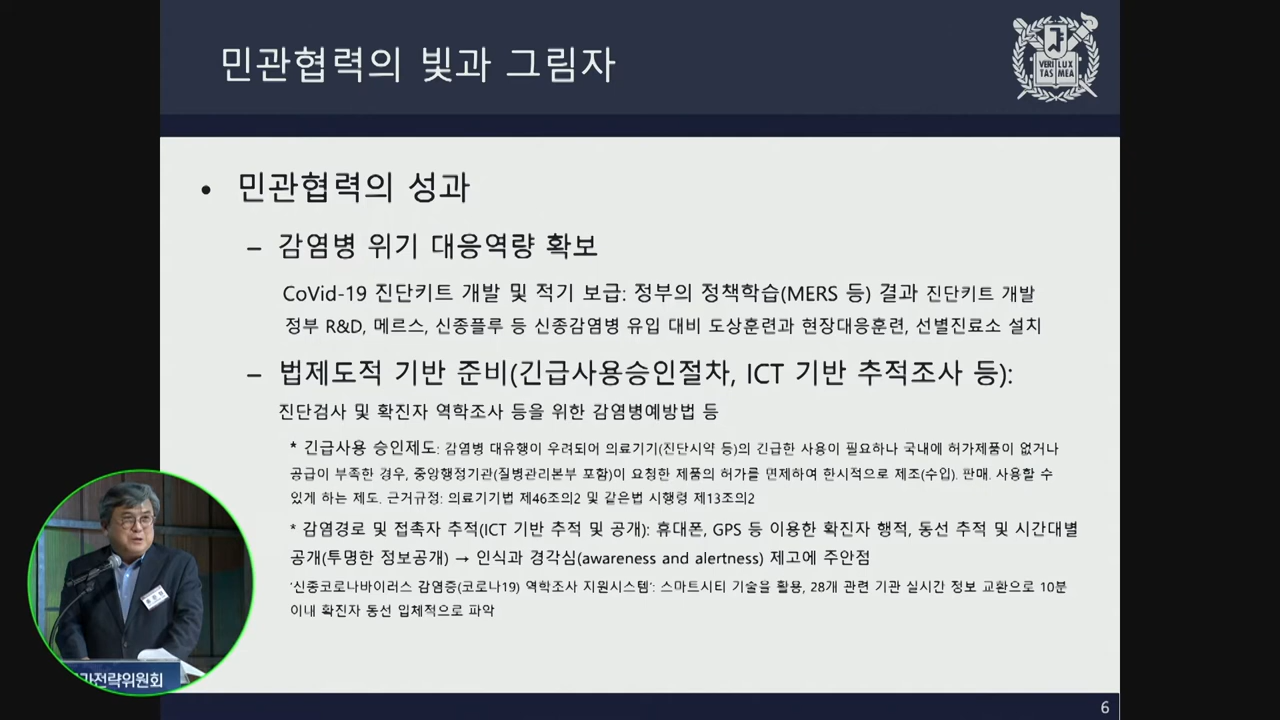 민관협력의 빛과 그림자
VERI LUX
TAS MEA
• 민관협력의 성과
– 감염병 위기 대응역량 확보
CoVid-19 진단키트 개발 및 적기 보급: 정부의 정책학습(MERS 등) 결과 진단키트 개발
정부 R&D, 메르스, 신종플루 등 신종감염병 유입 대비 도상훈련과 현장대응훈련, 선별진료소 설치
– 법제도적 기반 준비(긴급사용승인절차, ICT 기반 추적조사 등):
진단검사 및 확진자 역학조사 등을 위한 감염병예방법 등
* 긴급사용 승인제도: 감염병 대유행이 우려되어 의료기기(진단시약 등)의 긴급한 사용이 필요하나 국내에 허가제품이 없거나
공급이 부족한 경우, 중앙행정기관(질병관리본부 포함)이 요청한 제품의 허가를 면제하여 한시적으로 제조(수입). 판매. 사용할 수
있게 하는 제도. 근거규정: 의료기기법 제46조의2 및 같은법 시행령 제13조의2
* 감염경로 및 접촉자 추적(ICT 기반 추적 및 공개): 휴대폰, GPS 등 이용한 확진자 행적, 동선 추적 및 시간대별
공개(투명한 정보공개) → 인식과 경각심(awareness and alertness) 제고에 주안점
'신종코로나바이러스 감염증(코로나19) 역학조사 지원시스템': 스마트시티 기술을 활용, 28개 관련 기관 실시간 정보 교환으로 10분
이내 확진자 동선 입체적으로 파악
가전략위원회
6